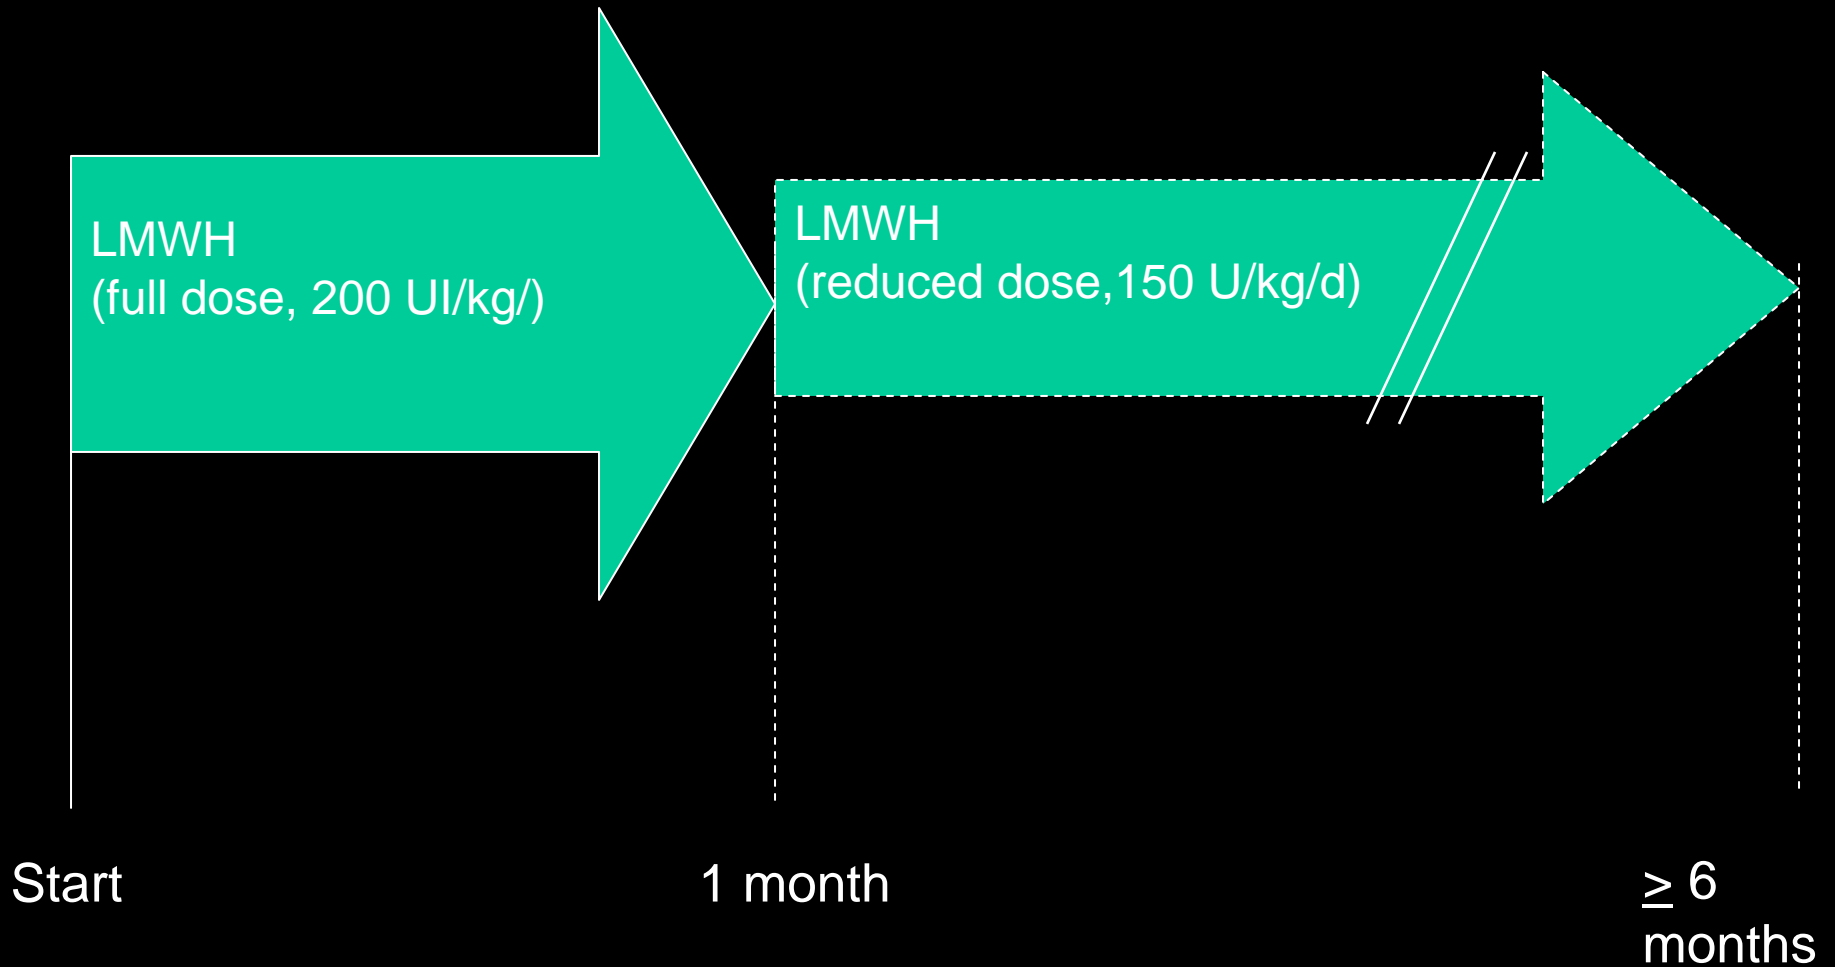 LMWH
(full dose, 200 UI/kg/)
LMWH
(reduced dose,150 U/kg/d)
Start
1 month
≥ 6
months